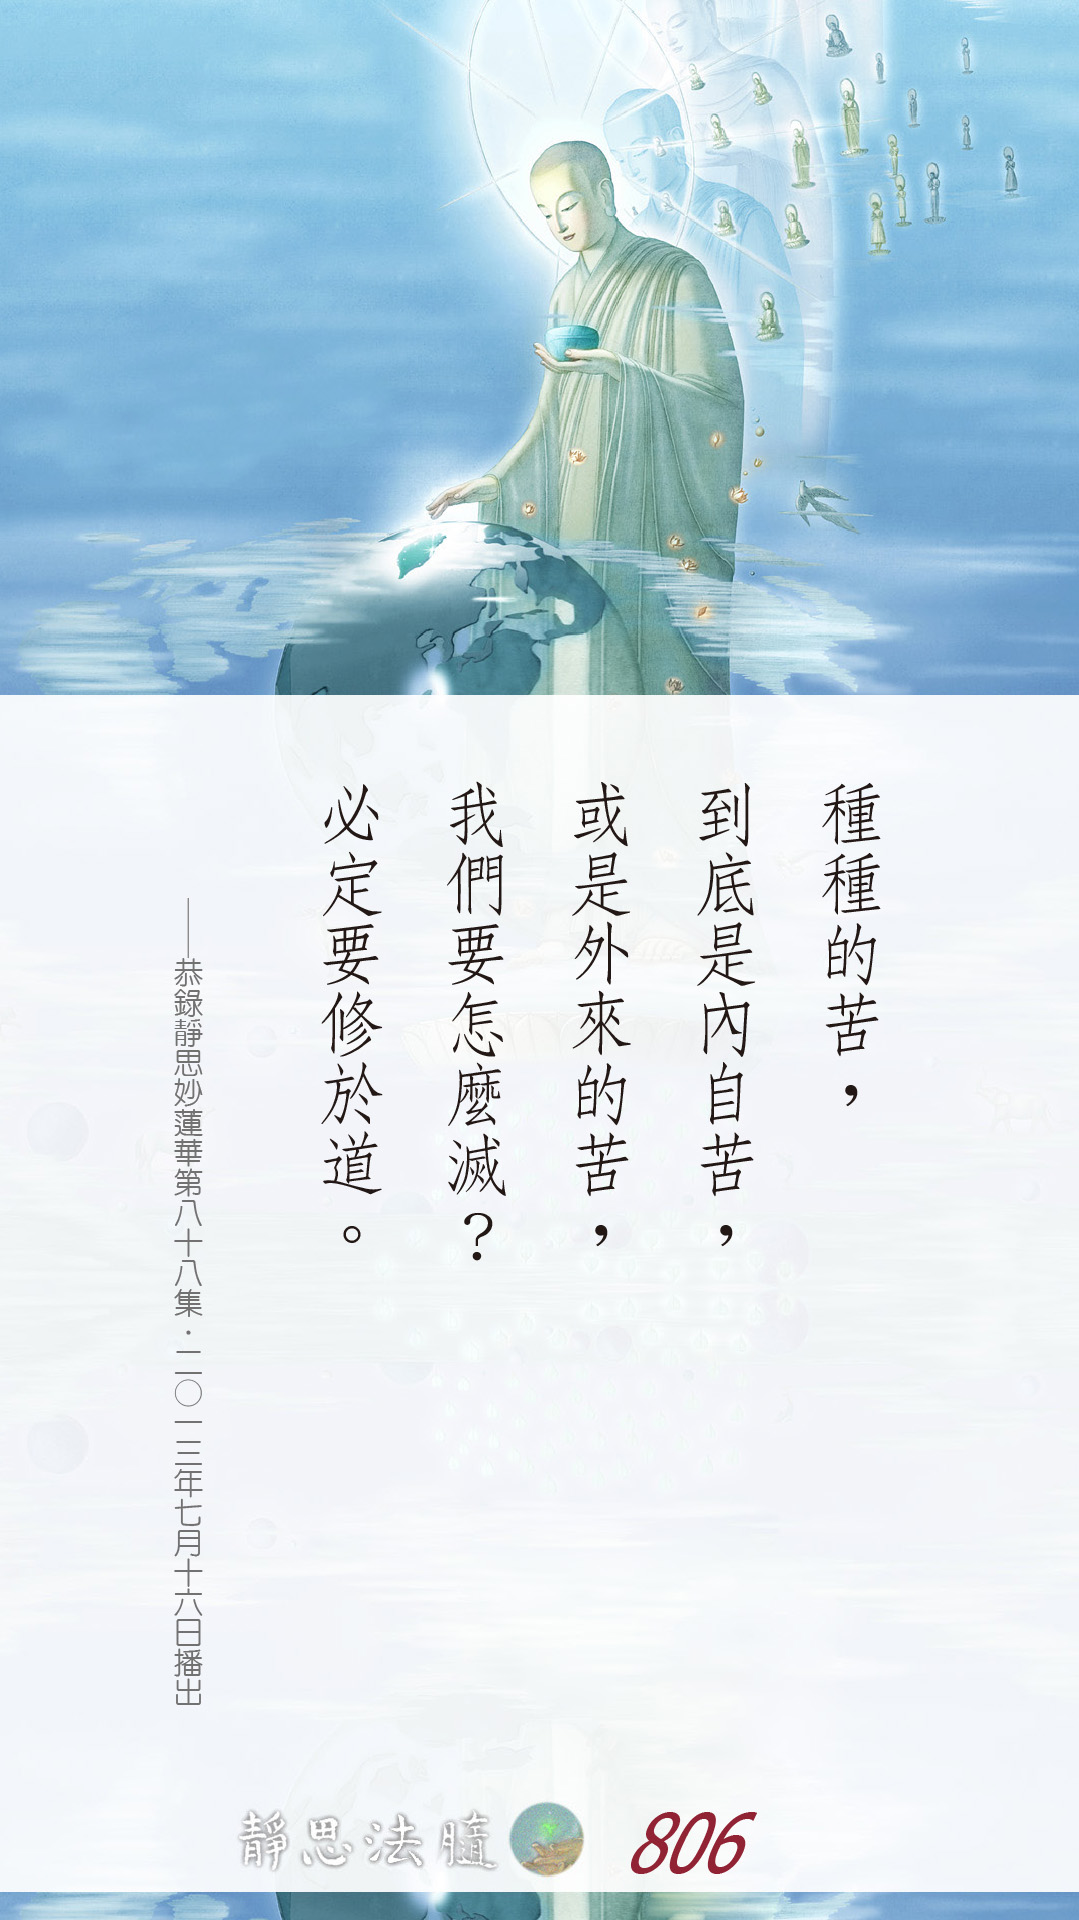 種種的苦，
到底是內自苦，
或是外來的苦，
我們要怎麼滅？
必定要修於道。
——恭錄靜思妙蓮華第八十八集．二〇一三年七月十六日播出
靜思法髓
806